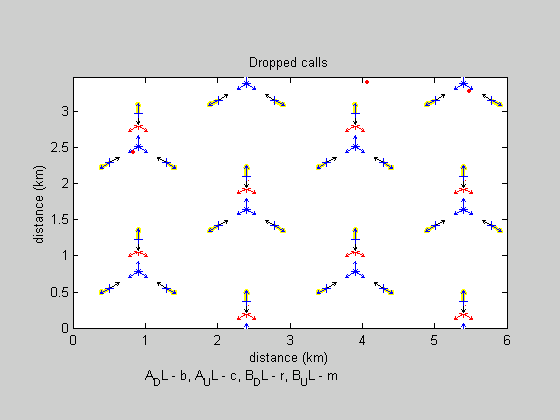 Dropped calls
3
2.5
2
1.5
1
0.5
0
distance (km)
0 1 2 3 4 5 6
distance (km)
A_DL - b, A_UL - c, B_DL - r, B_UL - m